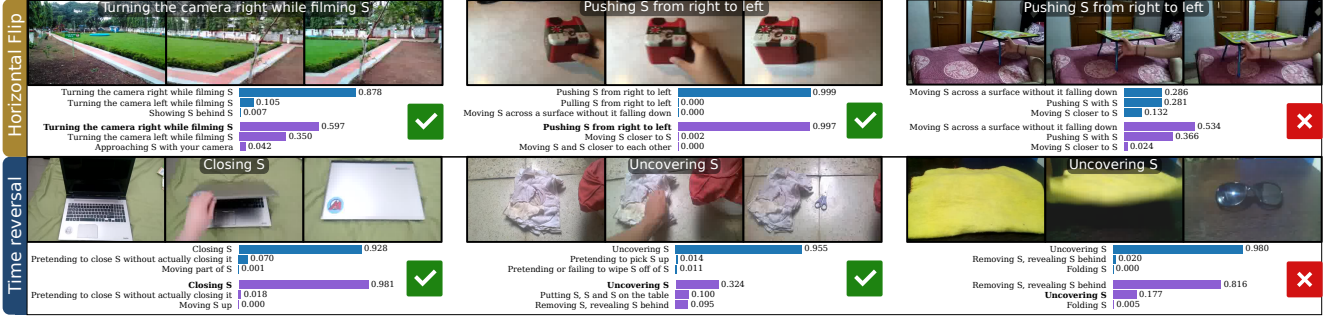 Horizontal Flip
Turning the camera right while filming S
Turning the camera right while filming S 0.878
Turning the camera left while filming S 0.105
Showing S behind S 0.007
Turning the camera right while filming S 0.597
Turning the camera left while filming S 0.350
Approaching S with your camera 0.042
Pushing S from right to left
Pushing S from right to left 0.999
Pulling S from right to left 0.000
Moving S across a surface without it falling down 0.000
Pushing S from right to left 0.997
Moving S closer to S 0.002
Moving S and S closer to each other 0.000
Pushing S from right to left
Moving S across a surface without it falling down 0.286
Pushing S with S 0.281
Moving S closer to S 0.132
Moving S across a surface without it falling down 0.534
Pushing S with S 0.366
Moving S closer to S 0.024
Time reversal
Closing S
Closing S 0.928
Pretending to close S without actually closing it 0.070
Moving part of S 0.001
Closing S 0.981
Pretending to close S without actually closing it 0.018
Moving S up 0.000
Uncovering S
Uncovering S 0.955
Pretending to pick S up 0.014
Pretending or failing to wipe S off of S 0.011
Uncovering S 0.324
Putting S, S and S on the table 0.100
Removing S, revealing S behind 0.095
Uncovering S
Uncovering S 0.980
Removing S, revealing S behind 0.020
Folding S 0.000
Removing S, revealing S behind 0.816
Uncovering S 0.177
Folding S 0.005